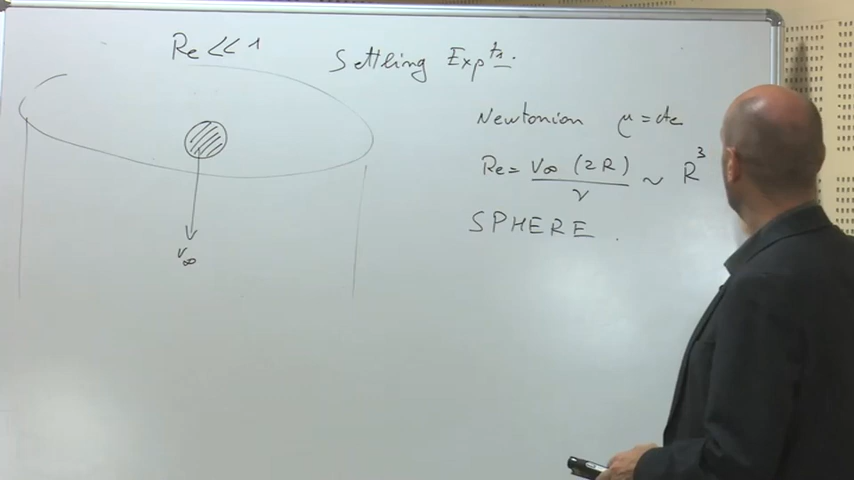 Re << 1
Settling Expts.
Newtonian μ = cte
Re = V∞ (2R) / ν ~ R³
SPHERE.
v∞